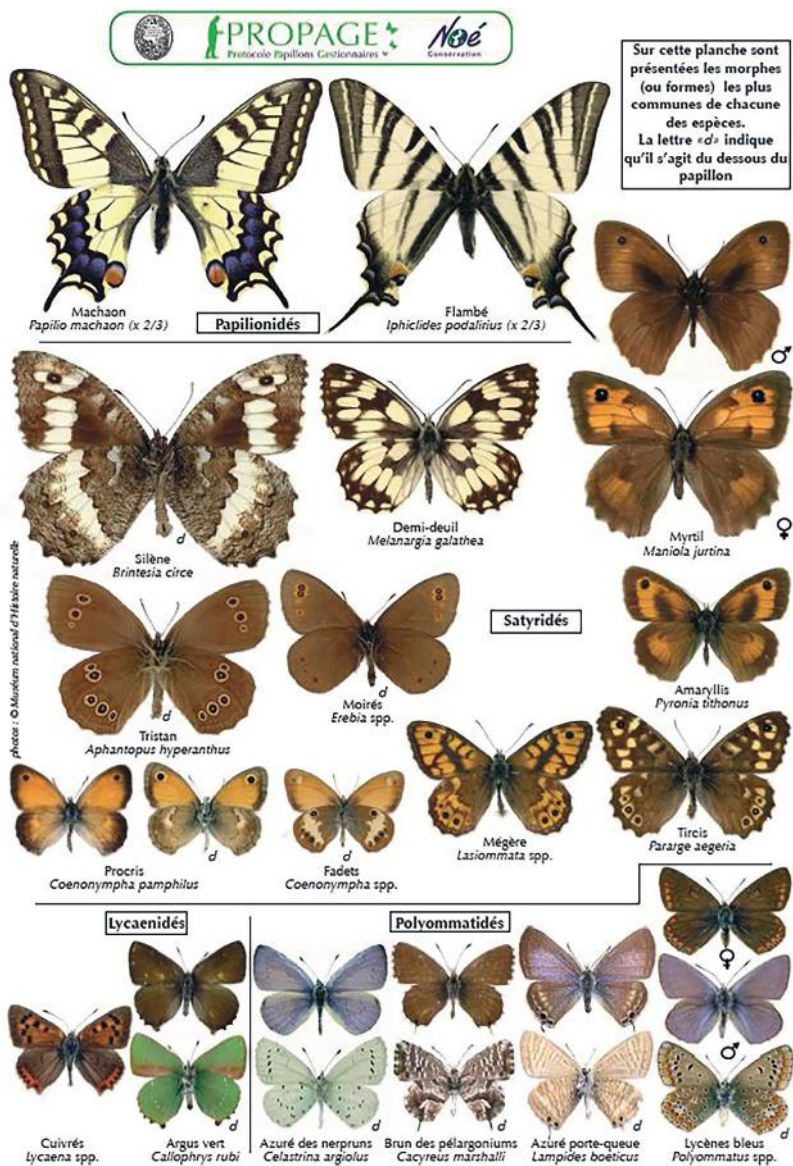 PROPAGE
Protocole Papillons Gestionnaires
Noé
Conservation
Sur cette planche sont
présentées les morphes
(ou formes) les plus
communes de chacune
des espèces.
La lettre «d» indique
qu'il s'agit du dessous du
papillon
Machaon
Papilio machaon (x 2/3)
Papilionidés
Flambé
Iphiclides podalirius (x 2/3)
♂
d
Silène
Brintesia circe
Demi-deuil
Melanargia galathea
Myrtil
Maniola jurtina
♀
photos : © Muséum national d'Histoire naturelle
d
Tristan
Aphantopus hyperanthus
d
Moirés
Erebia spp.
Satyridés
Amaryllis
Pyronia tithonus
d
Procris
Coenonympha pamphilus
d
Fadets
Coenonympha spp.
Mégère
Lasiommata spp.
Tircis
Pararge aegeria
Lycaenidés
Polyommatidés
♀
♂
Cuivrés
Lycaena spp.
d
Argus vert
Callophrys rubi
d
Azuré des nerpruns
Celastrina argiolus
d
Brun des pélargoniums
Cacyreus marshalli
d
Azuré porte-queue
Lampides boeticus
d
Lycènes bleus
Polyommatus spp.